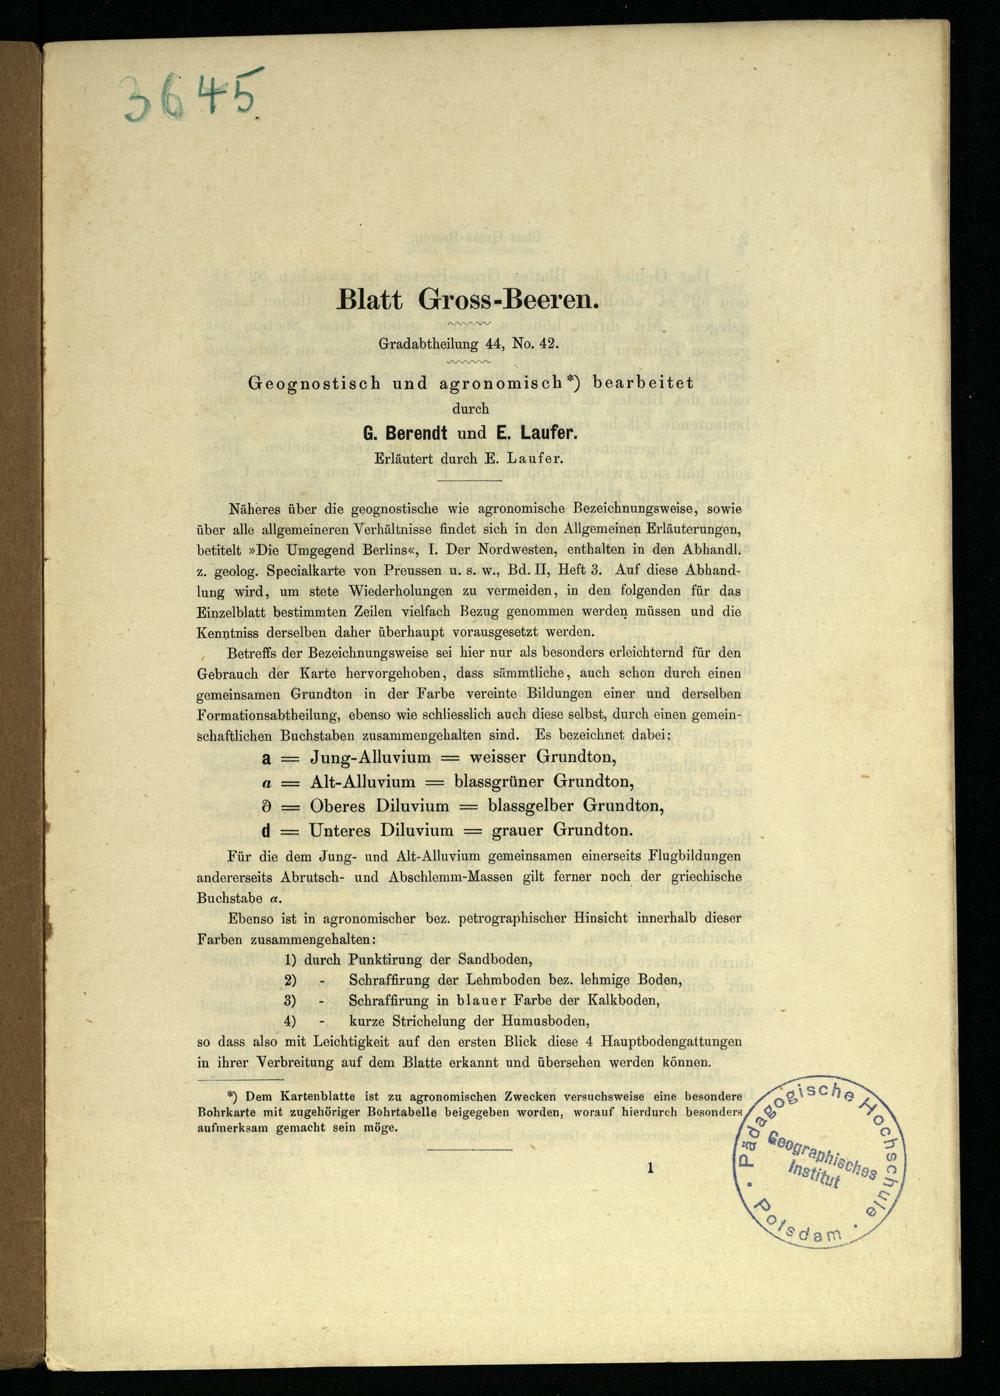 3645.
Blatt Gross-Beeren.
Gradabtheilung 44, No. 42.
Geognostisch und agronomisch*) bearbeitet
durch
G. Berendt und E. Laufer.
Erläutert durch E. Laufer.
Näheres über die geognostische wie agronomische Bezeichnungsweise, sowie
über alle allgemeineren Verhältnisse findet sich in den Allgemeinen Erläuterungen,
betitelt »Die Umgegend Berlins«, I. Der Nordwesten, enthalten in den Abhandl.
z. geolog. Specialkarte von Preussen u. s. w., Bd. II, Heft 3. Auf diese Abhand-
lung wird, um stete Wiederholungen zu vermeiden, in den folgenden für das
Einzelblatt bestimmten Zeilen vielfach Bezug genommen werden müssen und die
Kenntniss derselben daher überhaupt vorausgesetzt werden.
Betreffs der Bezeichnungsweise sei hier nur als besonders erleichternd für den
Gebrauch der Karte hervorgehoben, dass sämmtliche, auch schon durch einen
gemeinsamen Grundton in der Farbe vereinte Bildungen einer und derselben
Formationsabtheilung, ebenso wie schliesslich auch diese selbst, durch einen gemein-
schaftlichen Buchstaben zusammengehalten sind. Es bezeichnet dabei:
a = Jung-Alluvium = weisser Grundton,
α = Alt-Alluvium = blassgrüner Grundton,
∂ = Oberes Diluvium = blassgelber Grundton,
d = Unteres Diluvium = grauer Grundton.
Für die dem Jung- und Alt-Alluvium gemeinsamen einerseits Flugbildungen
andererseits Abrutsch- und Abschlemm-Massen gilt ferner noch der griechische
Buchstabe α.
Ebenso ist in agronomischer bez. petrographischer Hinsicht innerhalb dieser
Farben zusammengehalten:
1) durch Punktirung der Sandboden,
2) - Schraffirung der Lehmboden bez. lehmige Boden,
3) - Schraffirung in blauer Farbe der Kalkboden,
4) - kurze Strichelung der Humusboden,
so dass also mit Leichtigkeit auf den ersten Blick diese 4 Hauptbodengattungen
in ihrer Verbreitung auf dem Blatte erkannt und übersehen werden können.
*) Dem Kartenblatte ist zu agronomischen Zwecken versuchsweise eine besondere
Bohrkarte mit zugehöriger Bohrtabelle beigegeben worden, worauf hierdurch besonders
aufmerksam gemacht sein möge.
1
Pädagogische Hochschule
Geographisches
Institut
Potsdam